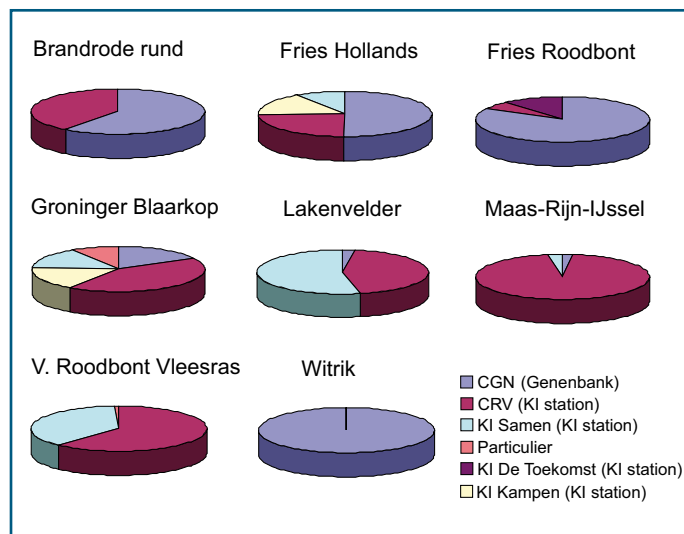 Brandrode rund
Fries Hollands
Fries Roodbont
Groninger Blaarkop
Lakenvelder
Maas-Rijn-IJssel
V. Roodbont Vleesras
Witrik
CGN (Genenbank)
CRV (KI station)
KI Samen (KI station)
Particulier
KI De Toekomst (KI station)
KI Kampen (KI station)